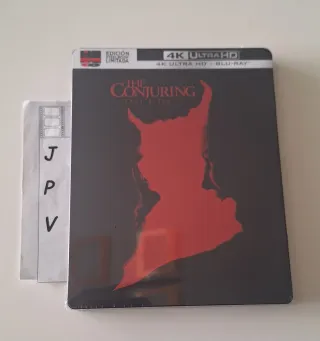 EDICIÓN
LIMITADA
4K ULTRA HD
4K ULTRA HD + BLU-RAY
THE
CONJURING
J
P
V